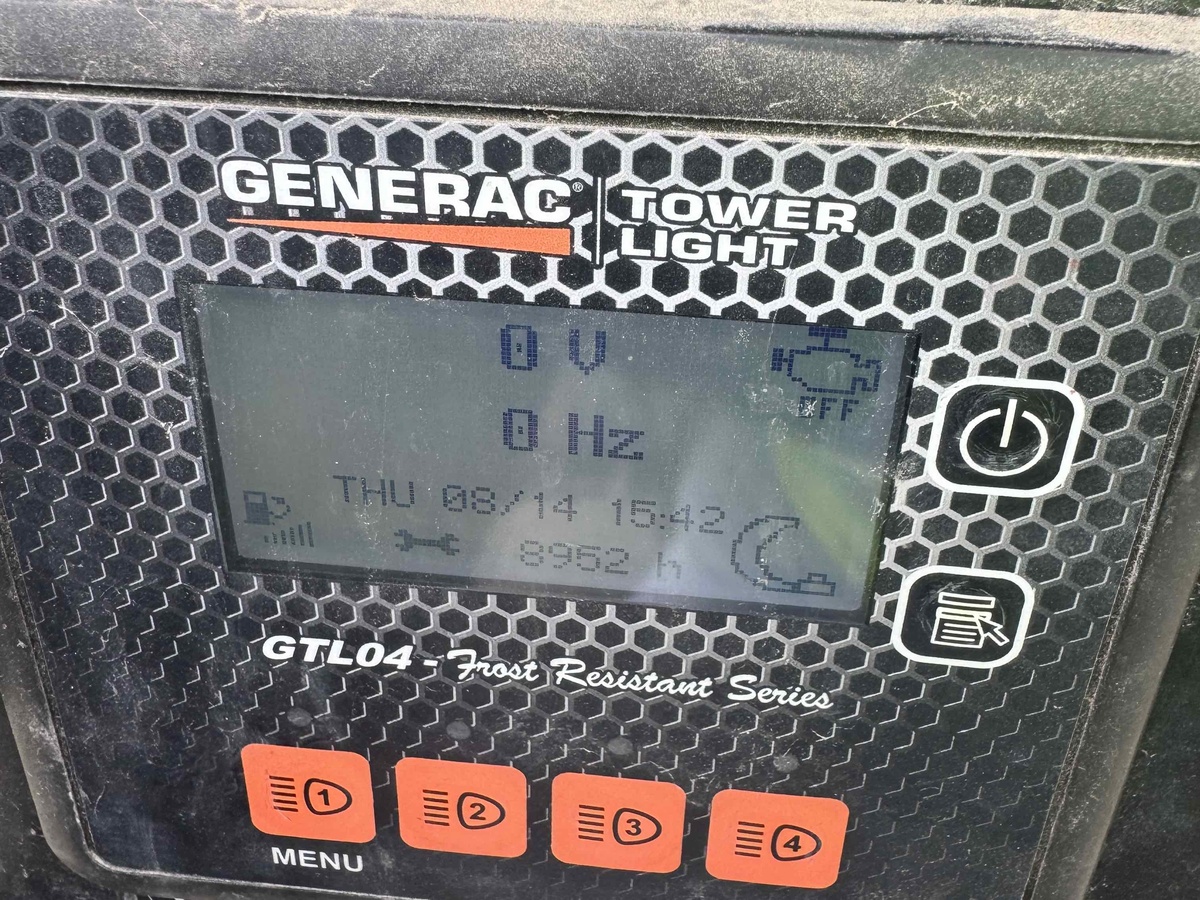 GENERAC®
TOWER
LIGHT
0 V
0 Hz
OFF
THU 08/14 15:42
8962 h
GTL04 - Frost Resistant Series
1
2
3
4
MENU